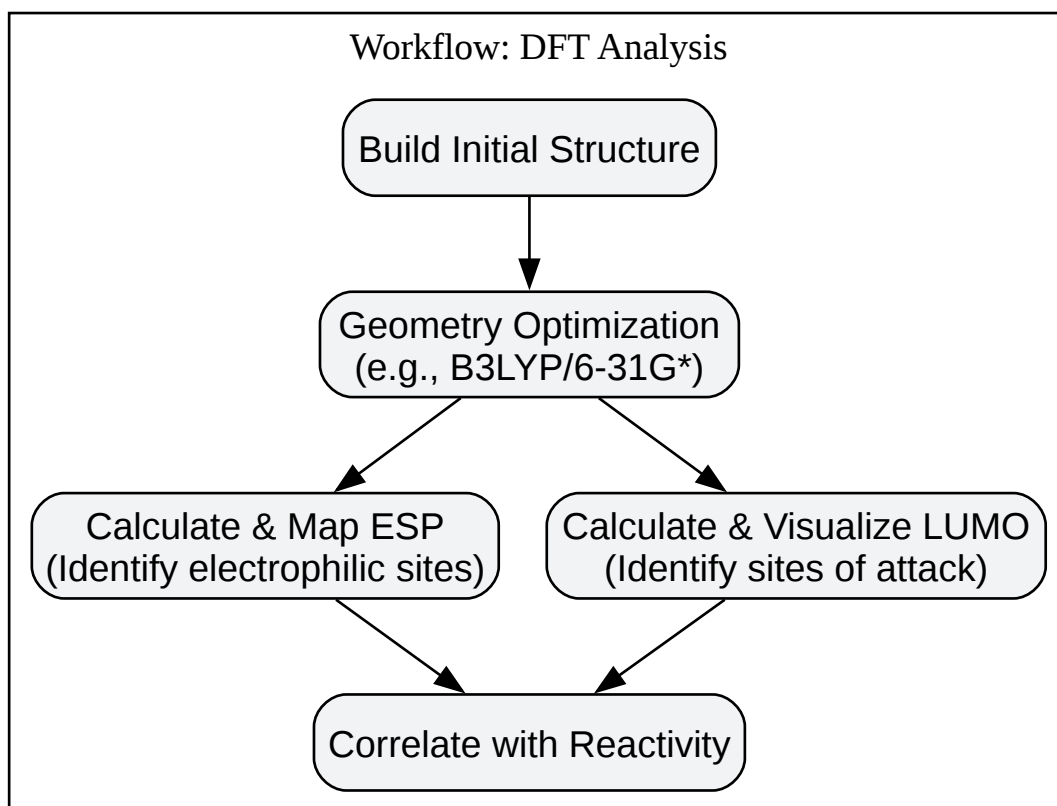 Workflow: DFT Analysis
Build Initial Structure
Geometry Optimization
(e.g., B3LYP/6-31G*)
Calculate & Map ESP
(Identify electrophilic sites)
Calculate & Visualize LUMO
(Identify sites of attack)
Correlate with Reactivity